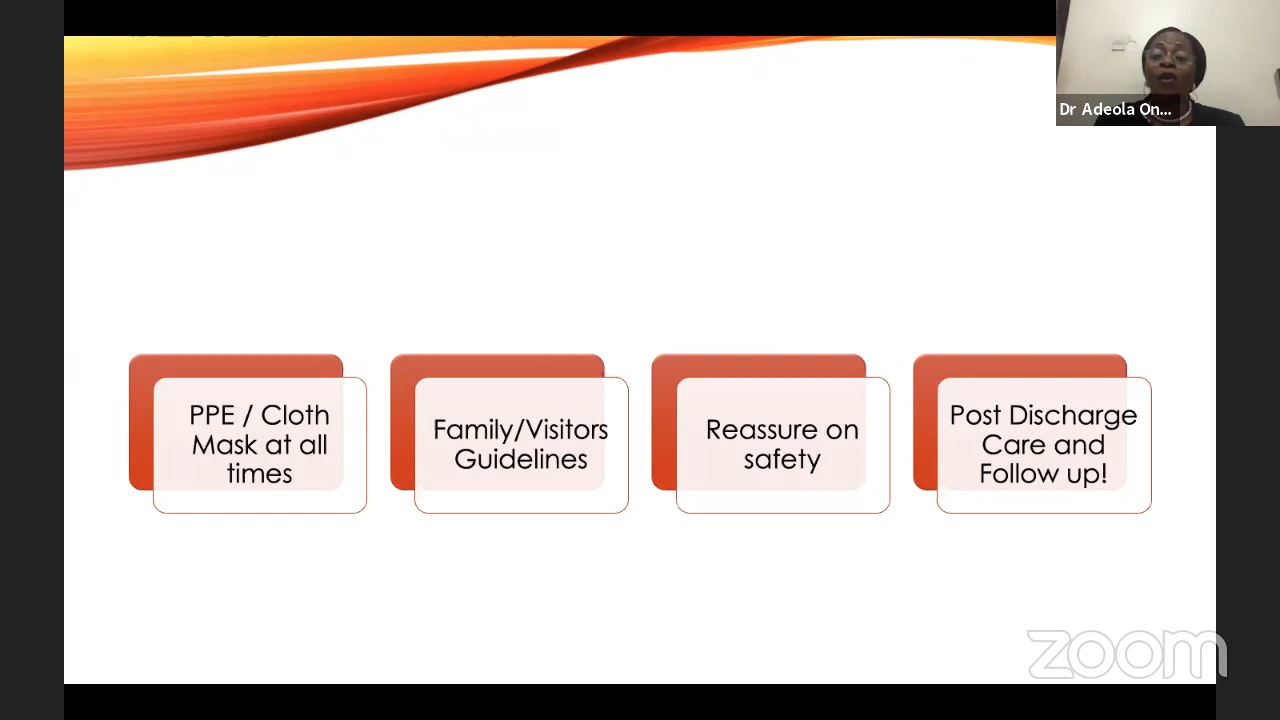 Dr Adeola On...
PPE / Cloth
Mask at all
times
Family/Visitors
Guidelines
Reassure on
safety
Post Discharge
Care and
Follow up!
zoom